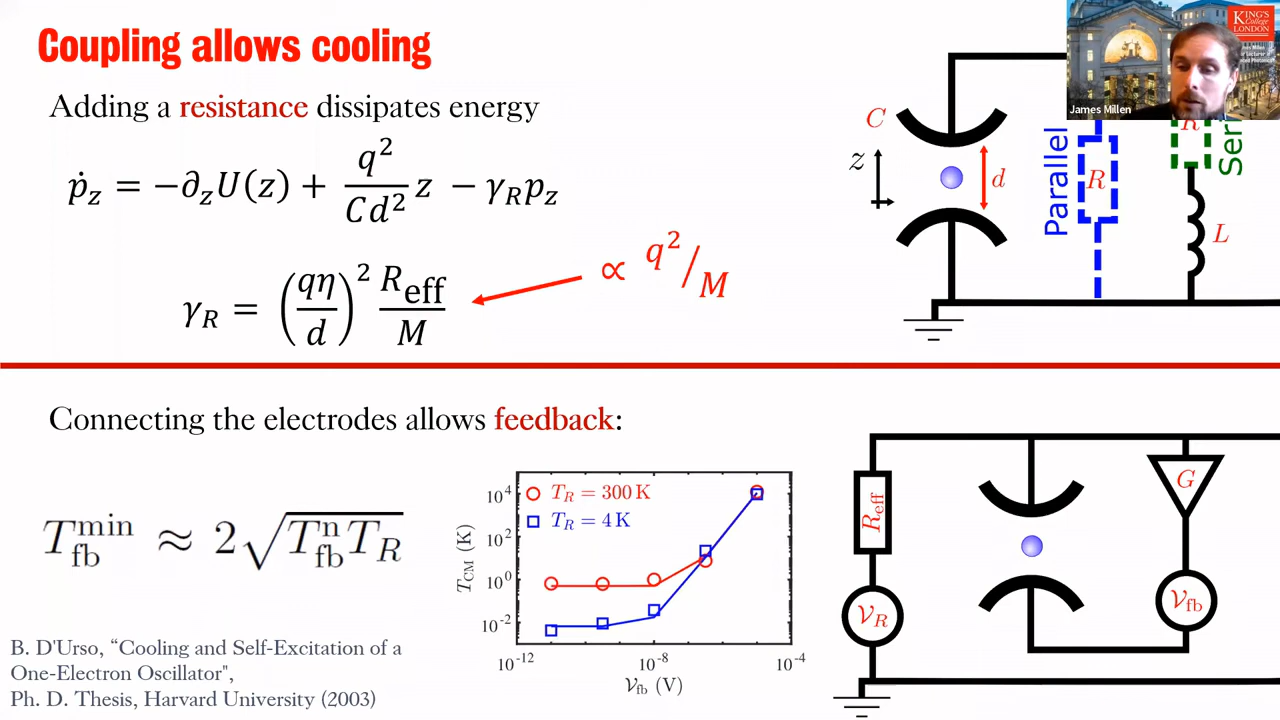 Coupling allows cooling
Adding a resistance dissipates energy
ṗ_z = −∂_zU(z) + q²/Cd² z − γ_R p_z
γ_R = (qη/d)² R_eff/M
∝ q²/M
C
z
d
Parallel
R
R
Seri
L
KING'S
College
LONDON
James Millen
Connecting the electrodes allows feedback:
T_fb^min ≈ 2√(T_fb^n T_R)
T_R = 300 K
T_R = 4 K
T_CM (K)
10⁴
10²
10⁰
10⁻²
10⁻¹² 10⁻⁸ 10⁻⁴
𝒱_fb (V)
R_eff
𝒱_R
G
𝒱_fb
B. D'Urso, “Cooling and Self-Excitation of a
One-Electron Oscillator",
Ph. D. Thesis, Harvard University (2003)